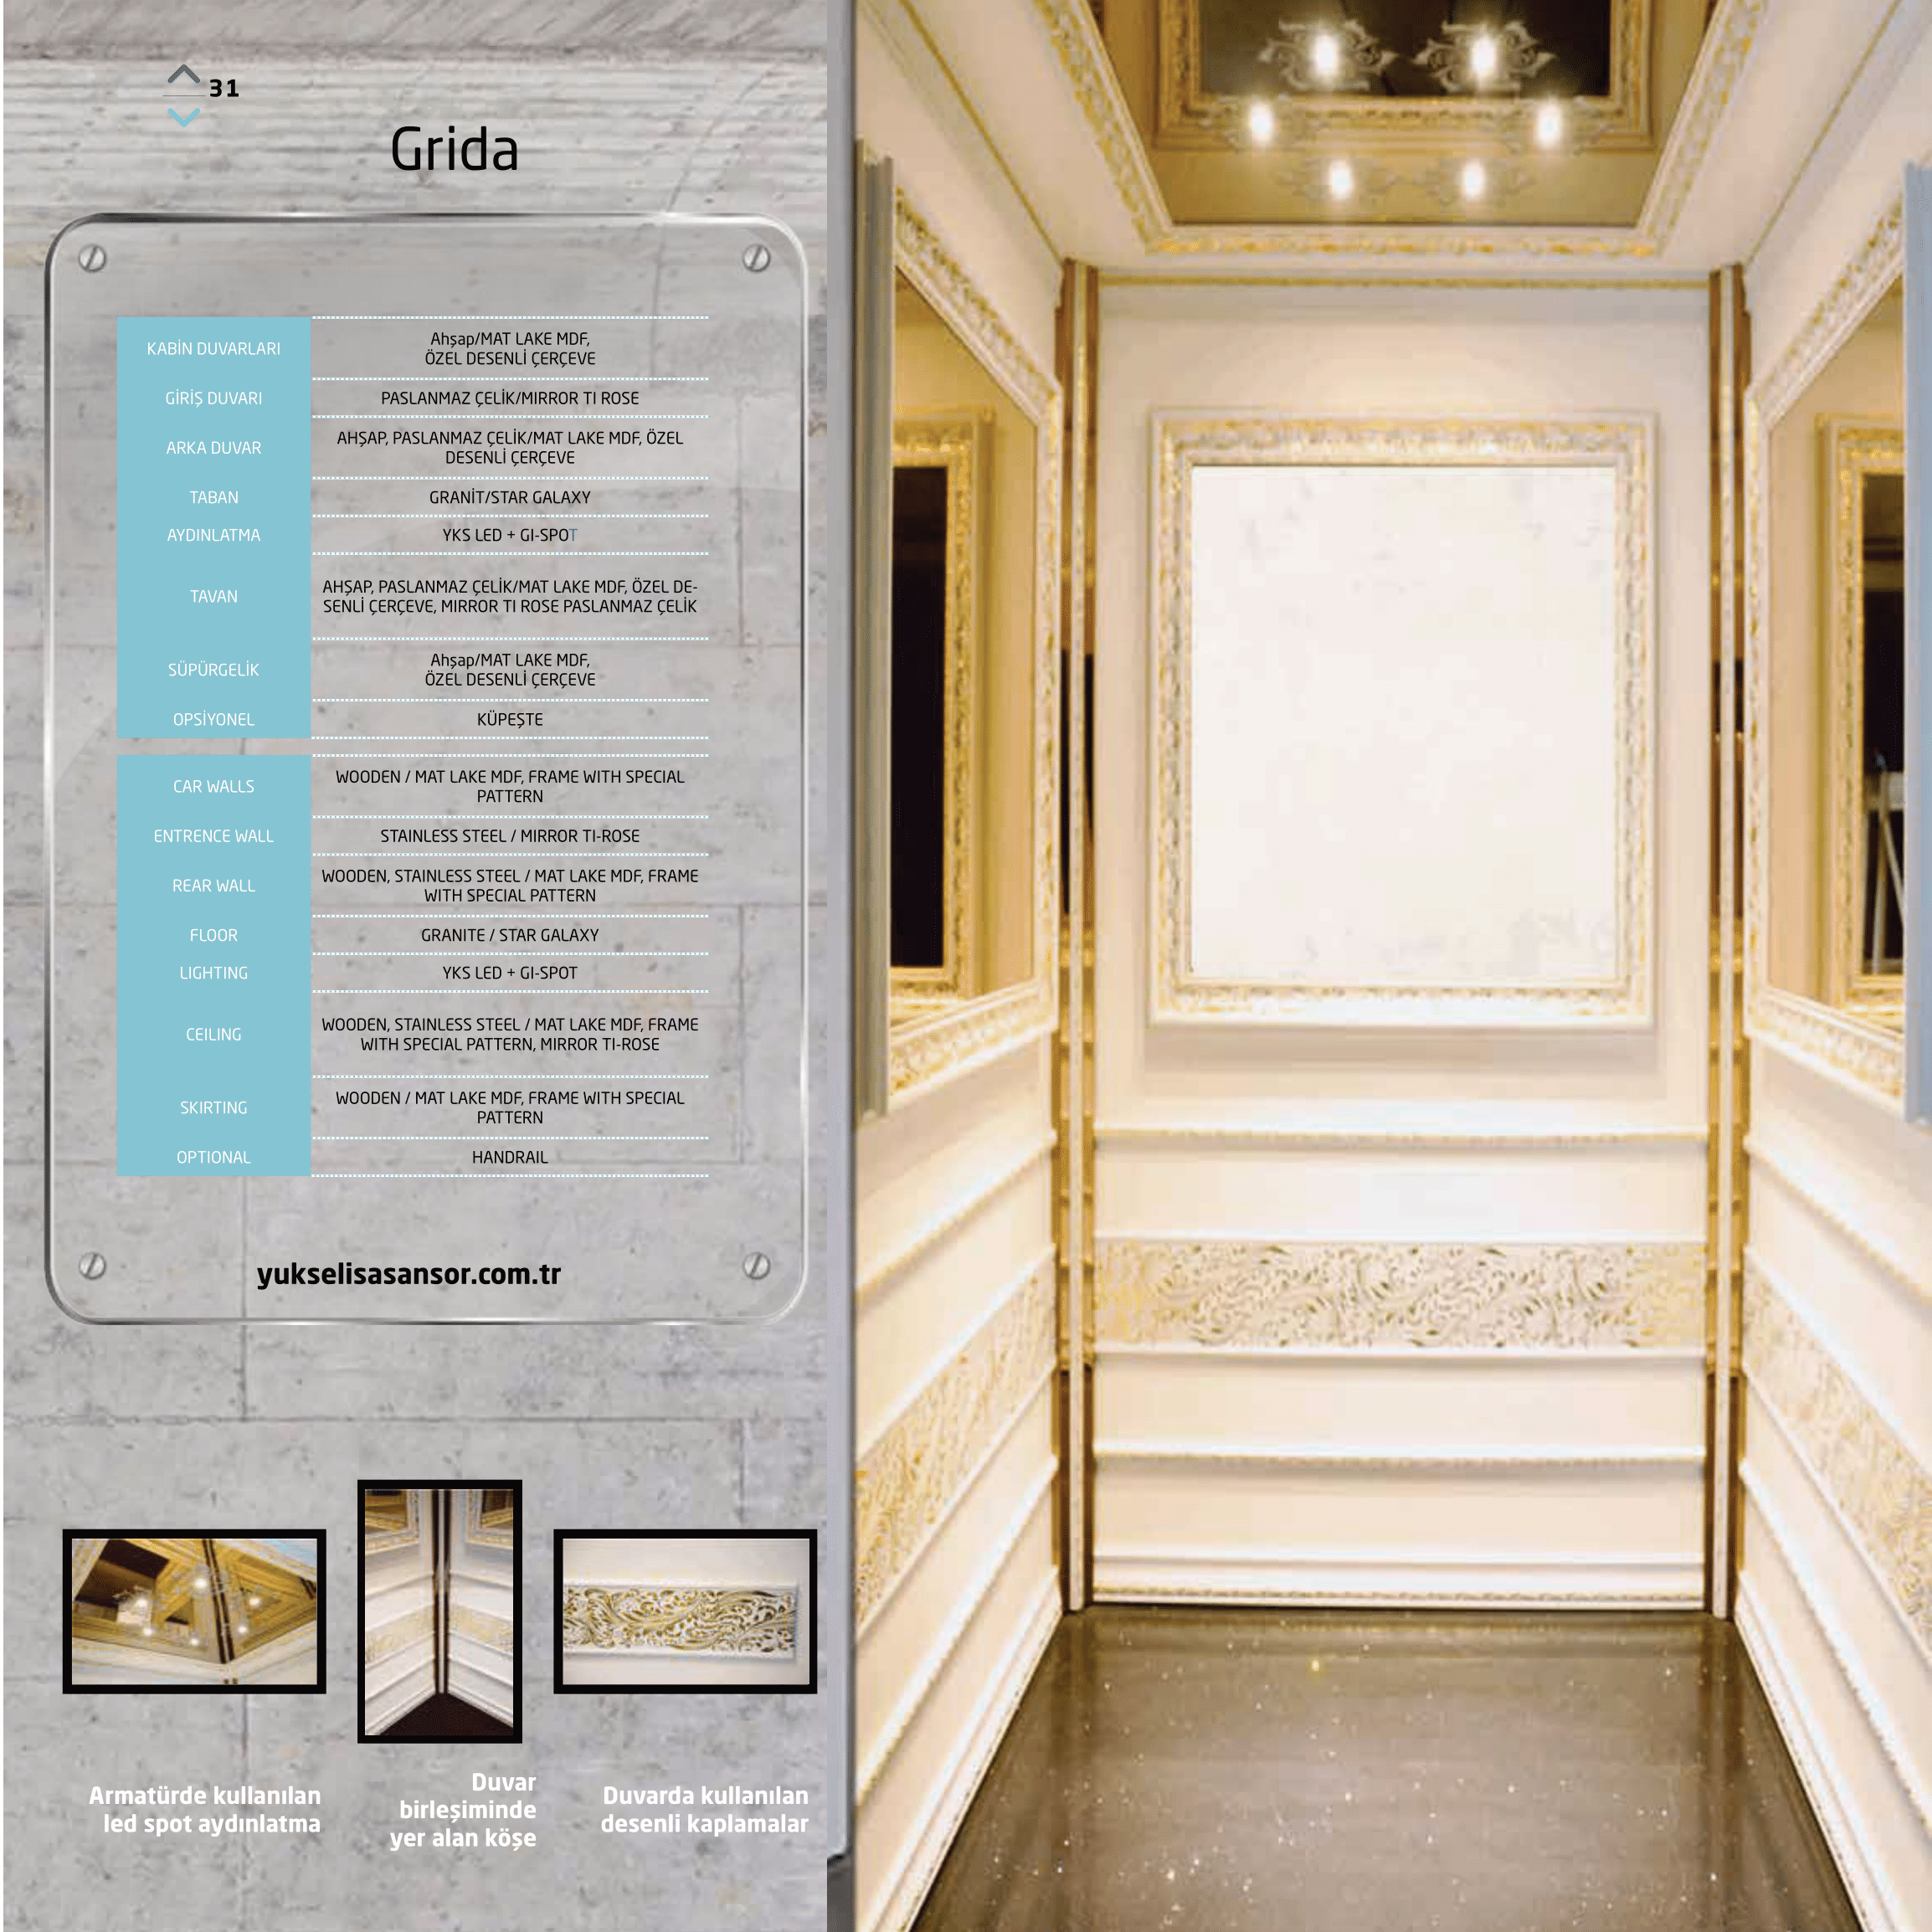 31
Grida
KABİN DUVARLARI
Ahşap/MAT LAKE MDF,
ÖZEL DESENLİ ÇERÇEVE
GİRİŞ DUVARI
PASLANMAZ ÇELİK/MIRROR TI ROSE
ARKA DUVAR
AHŞAP, PASLANMAZ ÇELİK/MAT LAKE MDF, ÖZEL
DESENLİ ÇERÇEVE
TABAN
GRANİT/STAR GALAXY
AYDINLATMA
YKS LED + GI-SPOT
TAVAN
AHŞAP, PASLANMAZ ÇELİK/MAT LAKE MDF, ÖZEL DE-
SENLİ ÇERÇEVE, MIRROR TI ROSE PASLANMAZ ÇELİK
SÜPÜRGELİK
Ahşap/MAT LAKE MDF,
ÖZEL DESENLİ ÇERÇEVE
OPSİYONEL
KÜPEŞTE
CAR WALLS
WOODEN / MAT LAKE MDF, FRAME WITH SPECIAL
PATTERN
ENTRENCE WALL
STAINLESS STEEL / MIRROR TI-ROSE
REAR WALL
WOODEN, STAINLESS STEEL / MAT LAKE MDF, FRAME
WITH SPECIAL PATTERN
FLOOR
GRANITE / STAR GALAXY
LIGHTING
YKS LED + GI-SPOT
CEILING
WOODEN, STAINLESS STEEL / MAT LAKE MDF, FRAME
WITH SPECIAL PATTERN, MIRROR TI-ROSE
SKIRTING
WOODEN / MAT LAKE MDF, FRAME WITH SPECIAL
PATTERN
OPTIONAL
HANDRAIL
yukselisasansor.com.tr
Armatürde kullanılan
led spot aydınlatma
Duvar
birleşiminde
yer alan köşe
Duvarda kullanılan
desenli kaplamalar